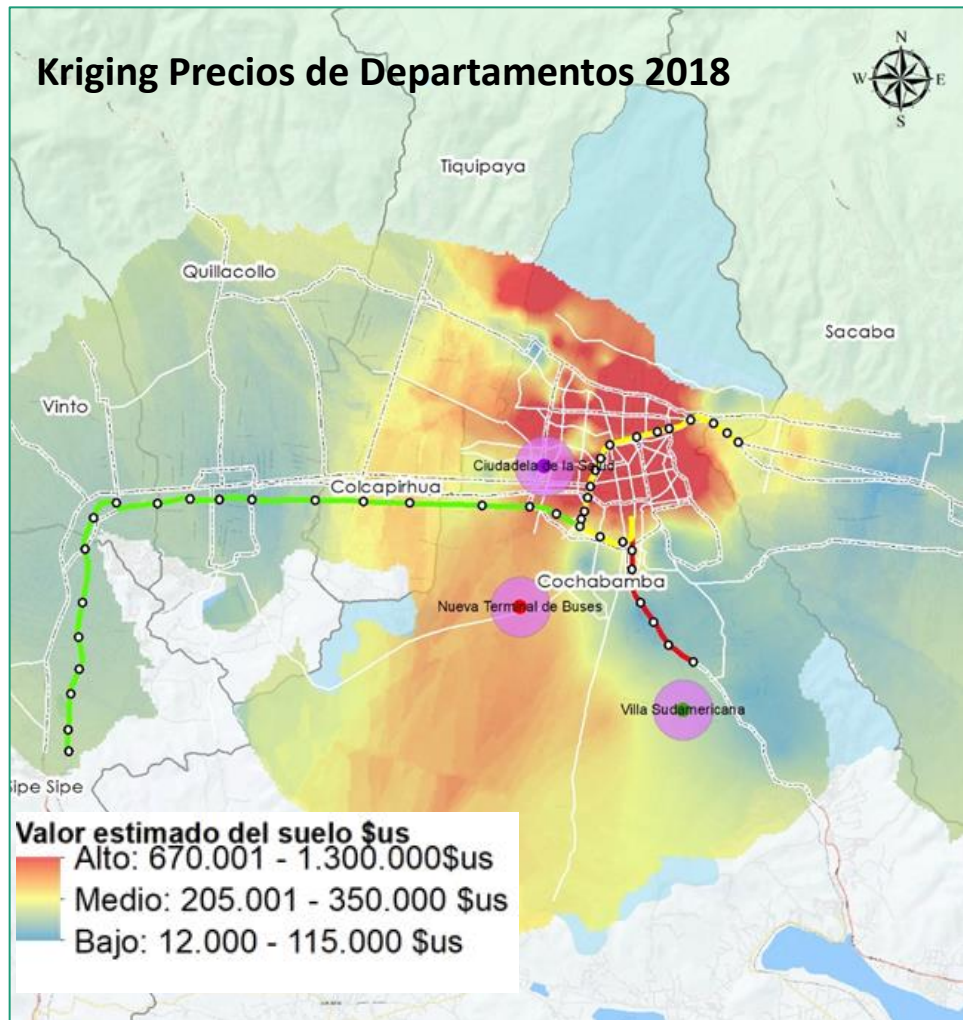 Kriging Precios de Departamentos 2018
N
W E
S
Tiquipaya
Quillacollo
Sacaba
Vinto
Ciudadela de la Salud
Colcapirhua
Cochabamba
Nueva Terminal de Buses
Villa Sudamericana
Sipe Sipe
Valor estimado del suelo $us
Alto: 670.001 - 1.300.000$us
Medio: 205.001 - 350.000 $us
Bajo: 12.000 - 115.000 $us